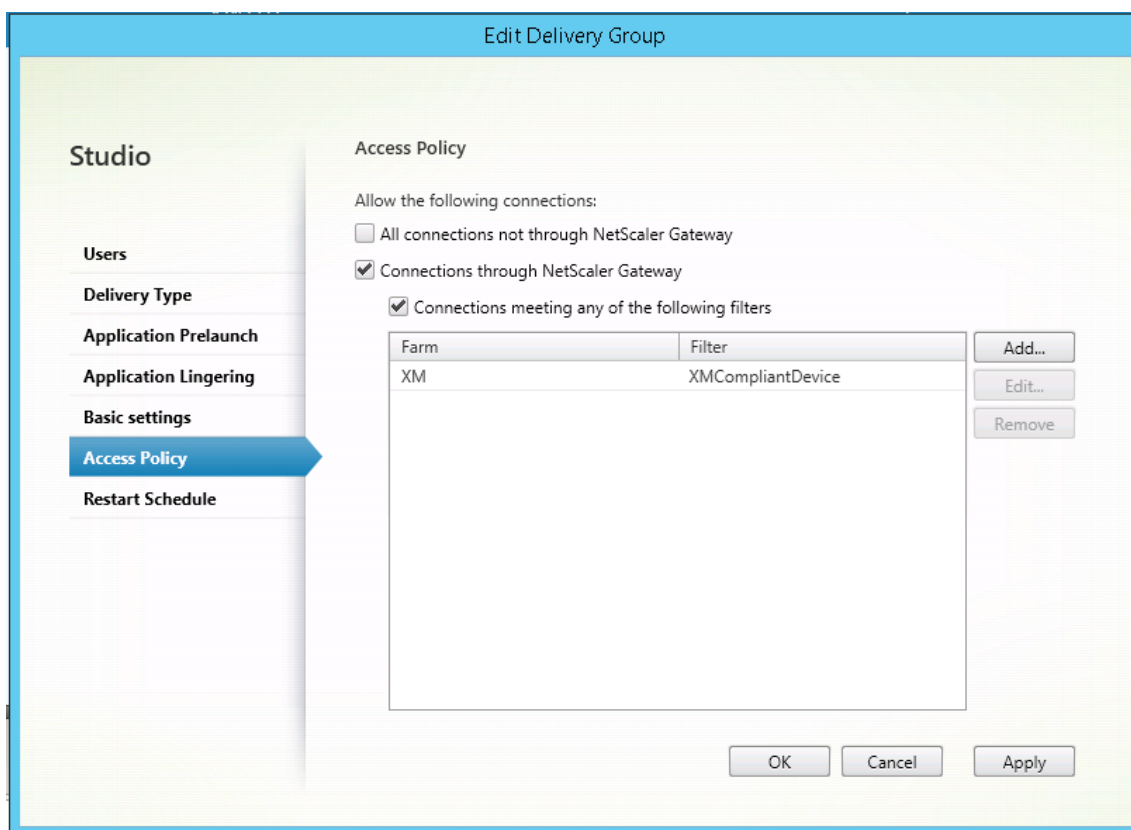 Edit Delivery Group
Studio
Users
Delivery Type
Application Prelaunch
Application Lingering
Basic settings
Access Policy
Restart Schedule
Access Policy
Allow the following connections:
All connections not through NetScaler Gateway
Connections through NetScaler Gateway
Connections meeting any of the following filters
Farm Filter
XM XMCompliantDevice
Add...
Edit...
Remove
OK Cancel Apply